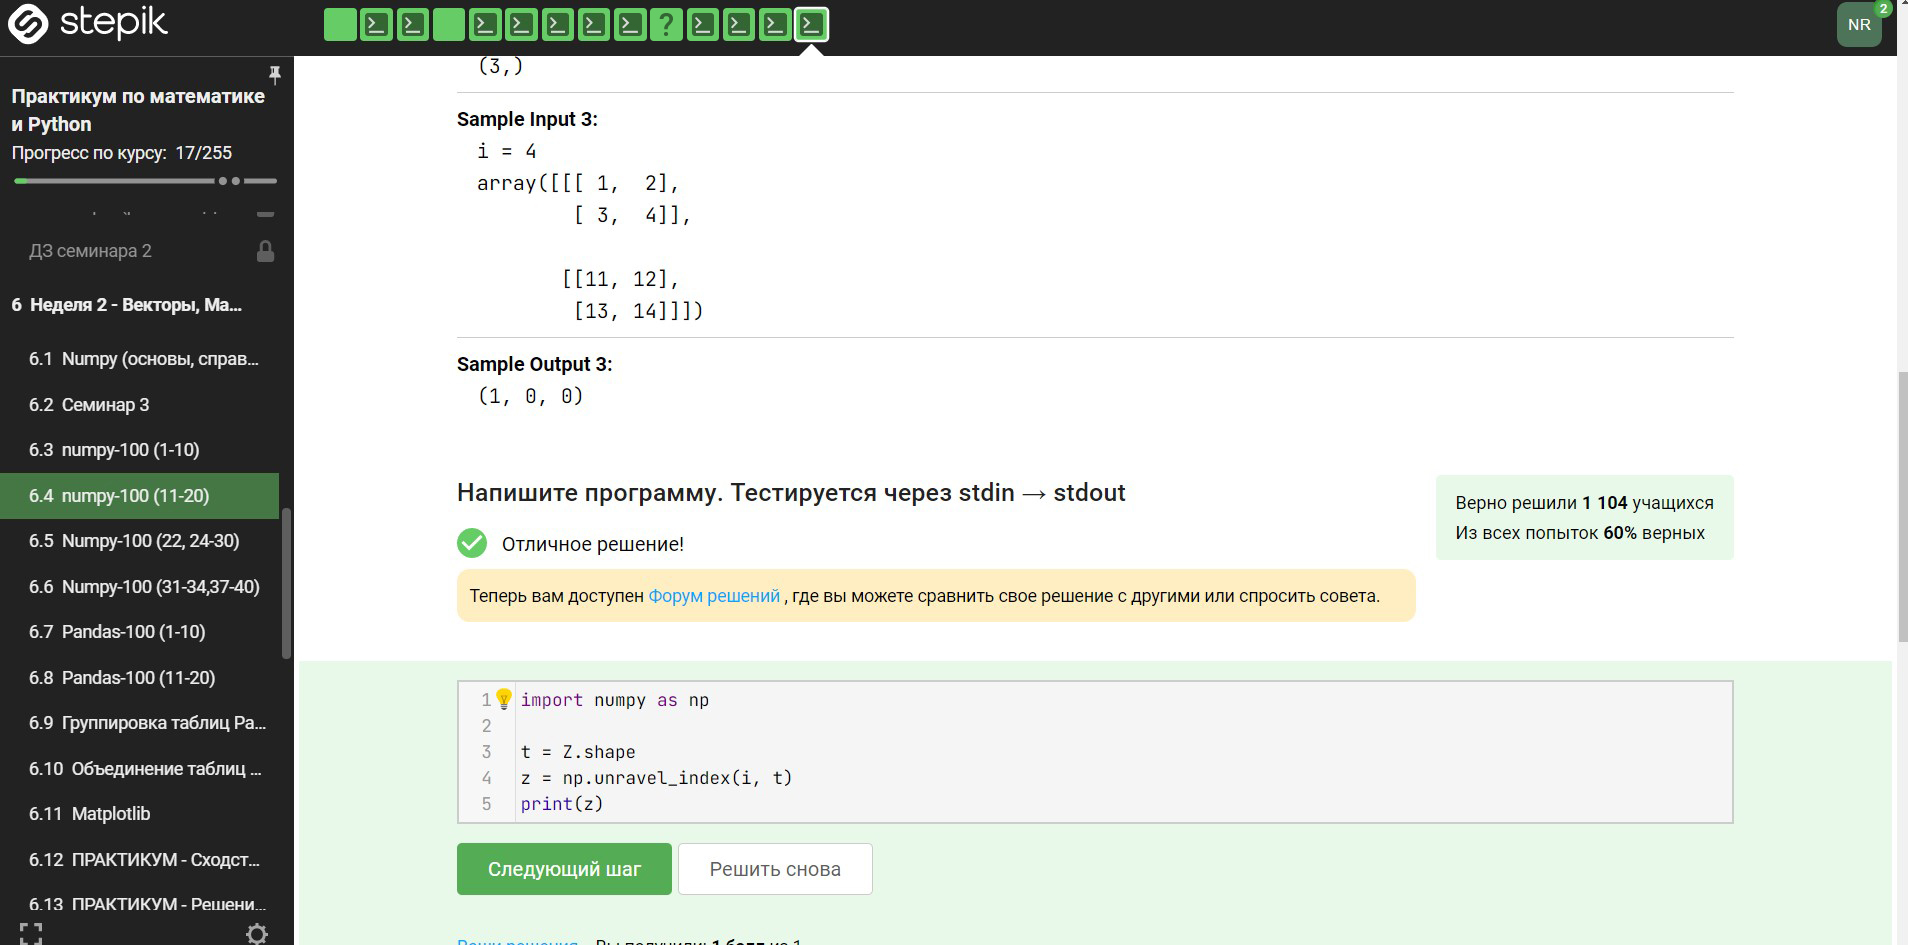 stepik
?
NR
2
Практикум по математике
и Python
Прогресс по курсу: 17/255
ДЗ семинара 2
6 Неделя 2 - Векторы, Ма...
6.1 Numpy (основы, справ...
6.2 Семинар 3
6.3 numpy-100 (1-10)
6.4 numpy-100 (11-20)
6.5 Numpy-100 (22, 24-30)
6.6 Numpy-100 (31-34,37-40)
6.7 Pandas-100 (1-10)
6.8 Pandas-100 (11-20)
6.9 Группировка таблиц Pa...
6.10 Объединение таблиц ...
6.11 Matplotlib
6.12 ПРАКТИКУМ - Сходст...
6.13 ПРАКТИКУМ - Решени...
(3,)
Sample Input 3:
i = 4
array([[[ 1, 2],
[ 3, 4]],
[[11, 12],
[13, 14]]])
Sample Output 3:
(1, 0, 0)
Напишите программу. Тестируется через stdin → stdout
Верно решили 1 104 учащихся
Из всех попыток 60% верных
Отличное решение!
Теперь вам доступен Форум решений , где вы можете сравнить свое решение с другими или спросить совета.
1 import numpy as np
2
3 t = Z.shape
4 z = np.unravel_index(i, t)
5 print(z)
Следующий шаг
Решить снова
Ваши решения Вы получили: 1 балл из 1